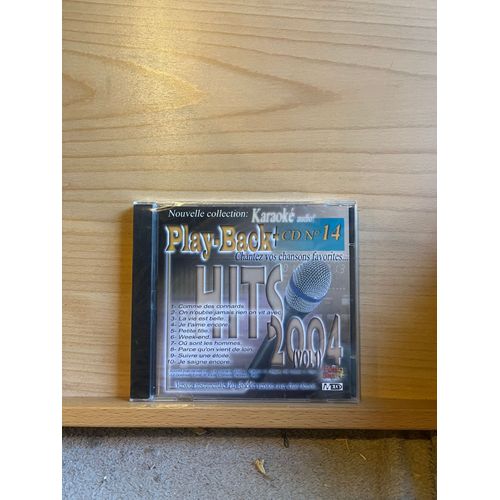 Nouvelle collection: Karaoké audio!
Play-Back CD N° 14
Chantez vos chansons favorites...
HITS
2004
(VOL1)
1- Comme des connards.
2- On n'oublie jamais rien on vit avec.
3- La vie est belle.
4- Je t'aime encore.
5- Petite fille.
6- Week-end.
7- Où sont les hommes.
8- Parce qu'on vient de loin.
9- Suivre une étoile.
10- Je saigne encore.